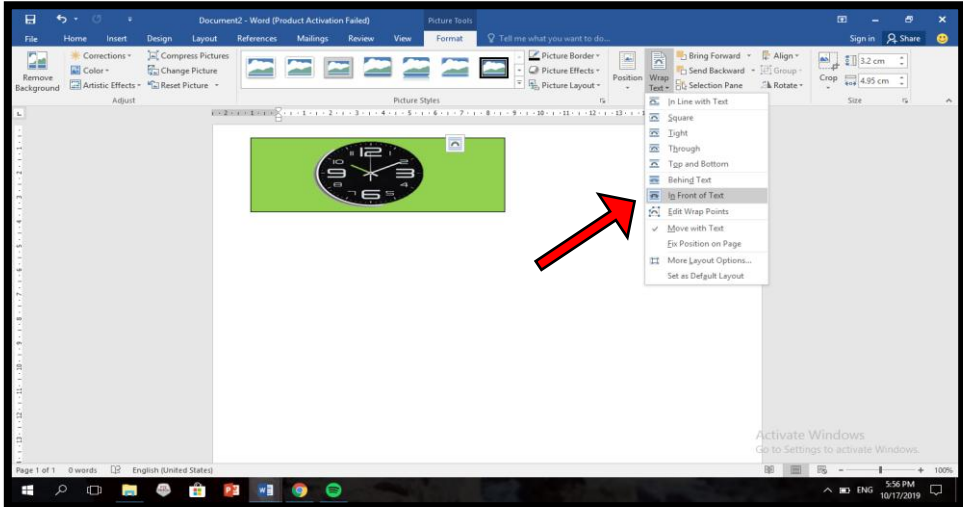 Document2 - Word (Product Activation Failed)
Picture Tools
File Home Insert Design Layout References Mailings Review View Format Tell me what you want to do... Sign in Share
Remove Background
Corrections
Color
Artistic Effects
Compress Pictures
Change Picture
Reset Picture
Adjust
Picture Styles
Picture Border
Picture Effects
Picture Layout
Position
Wrap Text
Bring Forward
Send Backward
Selection Pane
Align
Group
Rotate
Crop
3.2 cm
4.95 cm
Size
In Line with Text
Square
Tight
Through
Top and Bottom
Behind Text
In Front of Text
Edit Wrap Points
Move with Text
Fix Position on Page
More Layout Options...
Set as Default Layout
12
10
2
9
3
8
4
6
Activate Windows
Go to Settings to activate Windows.
Page 1 of 1 0 words English (United States) 100%
ENG
5:56 PM
10/17/2019